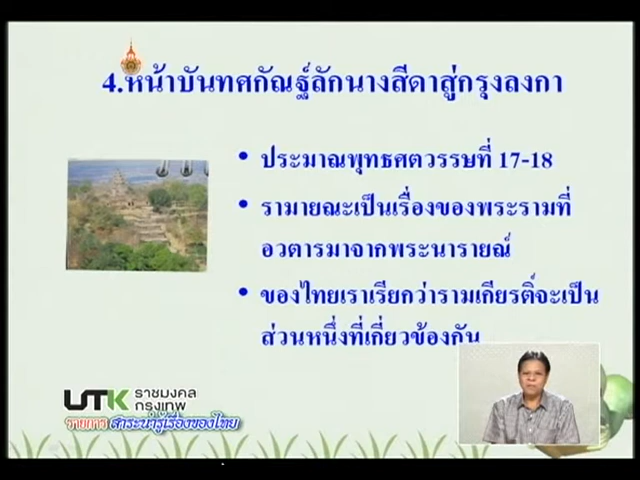 4.หน้าบันทศกัณฐ์ลักนางสีดาสู่กรุงลงกา
• ประมาณพุทธศตวรรษที่ 17-18
• รามายณะเป็นเรื่องของพระรามที่
อวตารมาจากพระนารายณ์
• ของไทยเราเรียกว่ารามเกียรติ์จะเป็น
ส่วนหนึ่งที่เกี่ยวข้องกัน
UTK ราชมงคล
กรุงเทพ
รายการ สาระน่ารู้เรื่องของไทย